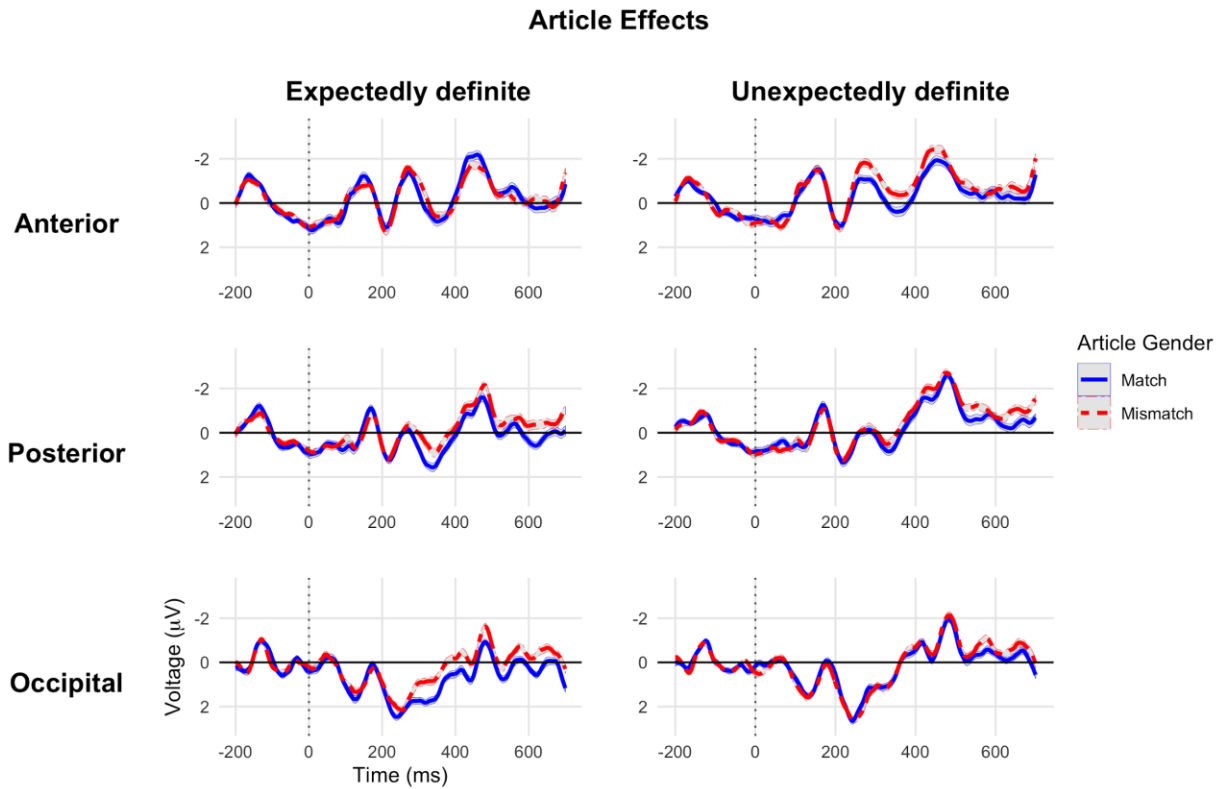 Article Effects
Expectedly definite
Unexpectedly definite
Anterior
-2
0
2
-200 0 200 400 600
-200 0 200 400 600
Posterior
-2
0
2
-2
0
2
-200 0 200 400 600
-200 0 200 400 600
Article Gender
Match
Mismatch
Occipital
Voltage (μV)
-2
0
2
-2
0
2
-200 0 200 400 600
-200 0 200 400 600
Time (ms)